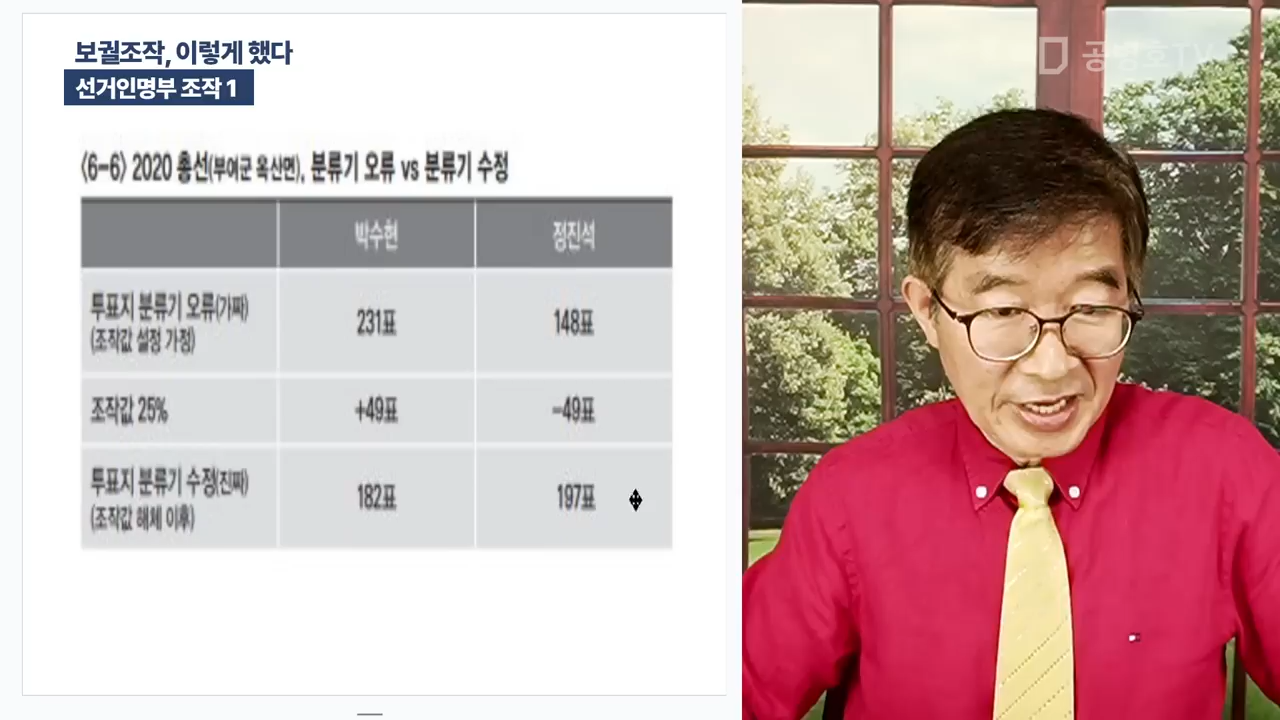 보궐조작, 이렇게 했다
선거인명부 조작 1
공병호TV
〈6-6〉 2020 총선(부여군 옥산면), 분류기 오류 vs 분류기 수정
박수현 정진석
투표지 분류기 오류(가짜)
(조작값 설정 가정)
231표 148표
조작값 25% +49표 -49표
투표지 분류기 수정(진짜)
(조작값 해체 이후)
182표 197표